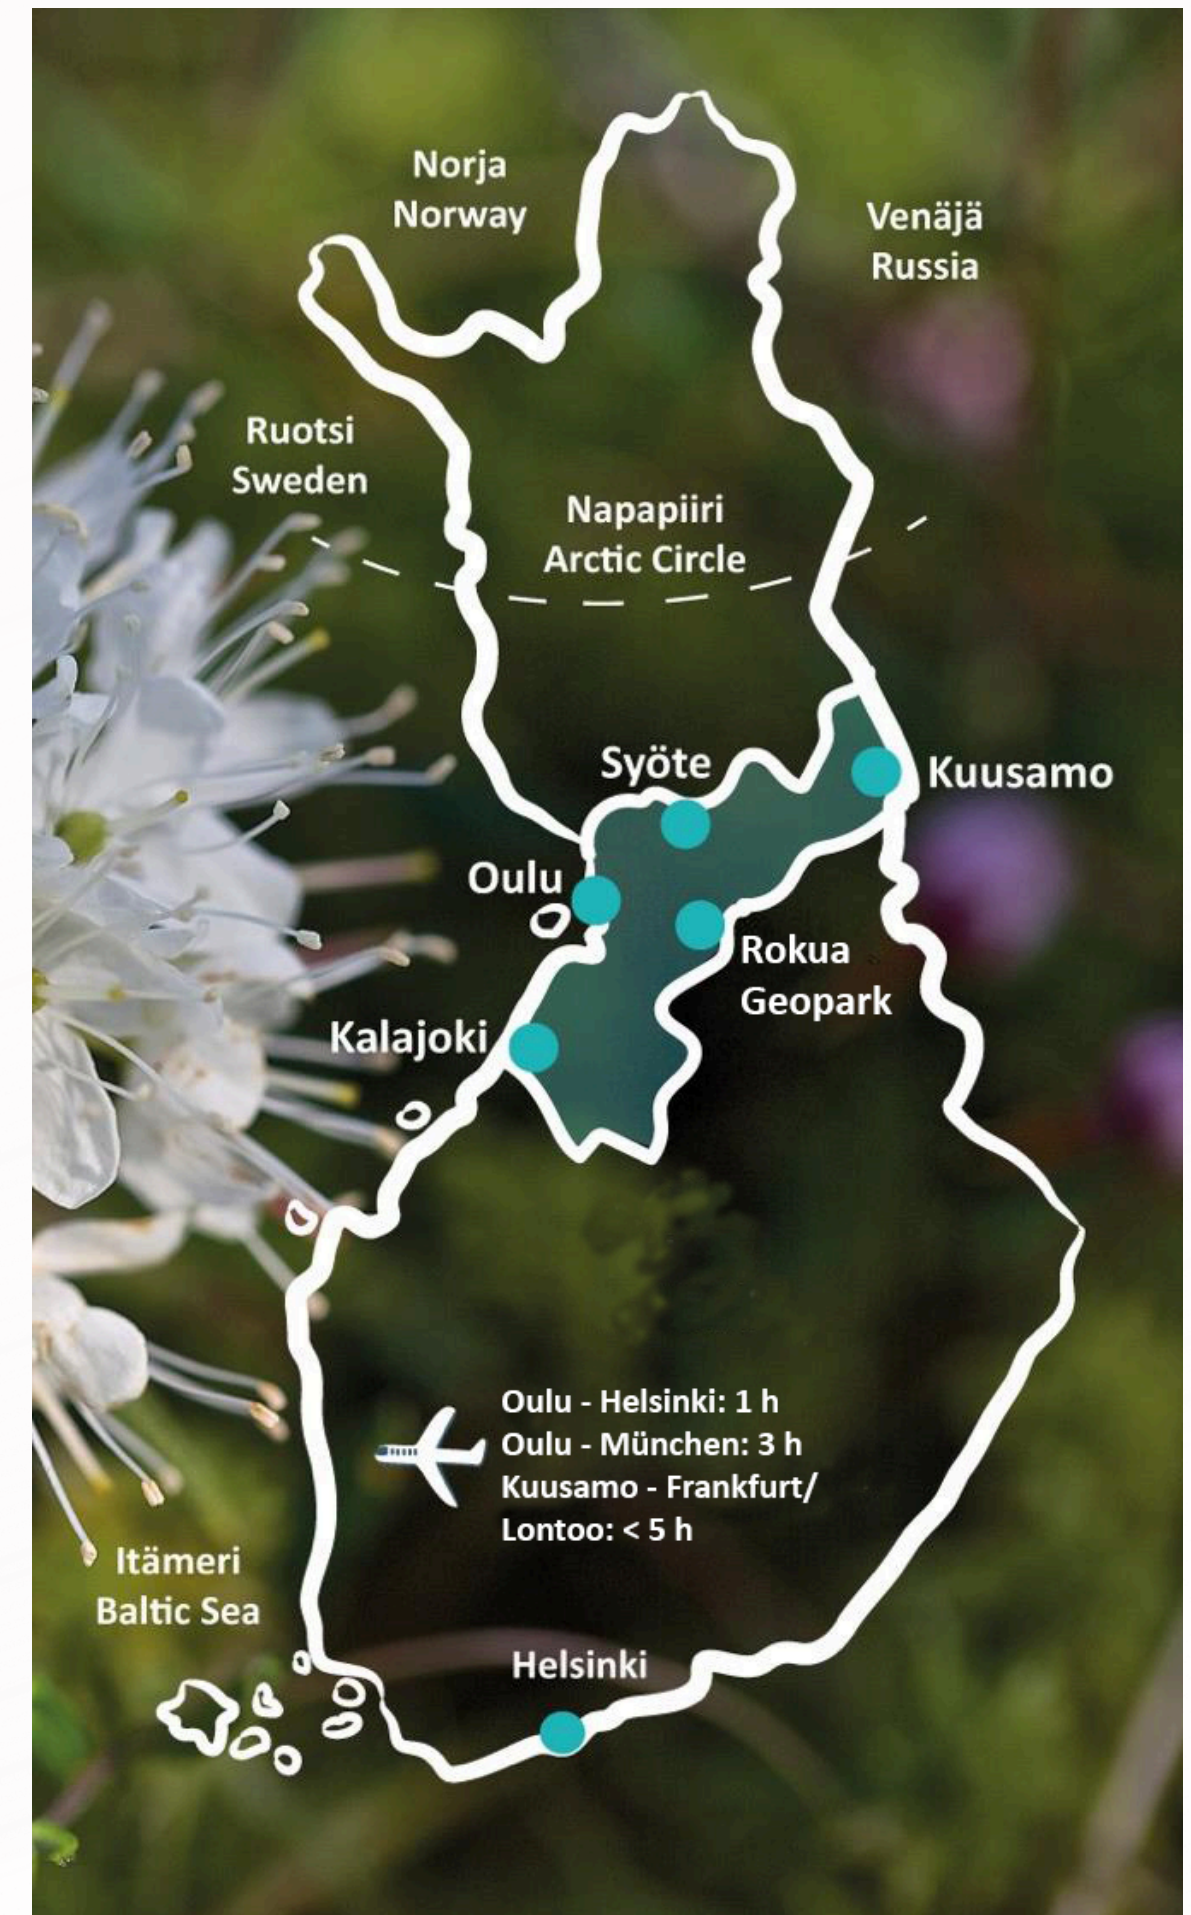 Norja
Norway
Venäjä
Russia
Ruotsi
Sweden
Napapiiri
Arctic Circle
Syöte
Kuusamo
Oulu
Rokua
Geopark
Kalajoki
Oulu - Helsinki: 1 h
Oulu - München: 3 h
Kuusamo - Frankfurt/
Lontoo: < 5 h
Itämeri
Baltic Sea
Helsinki